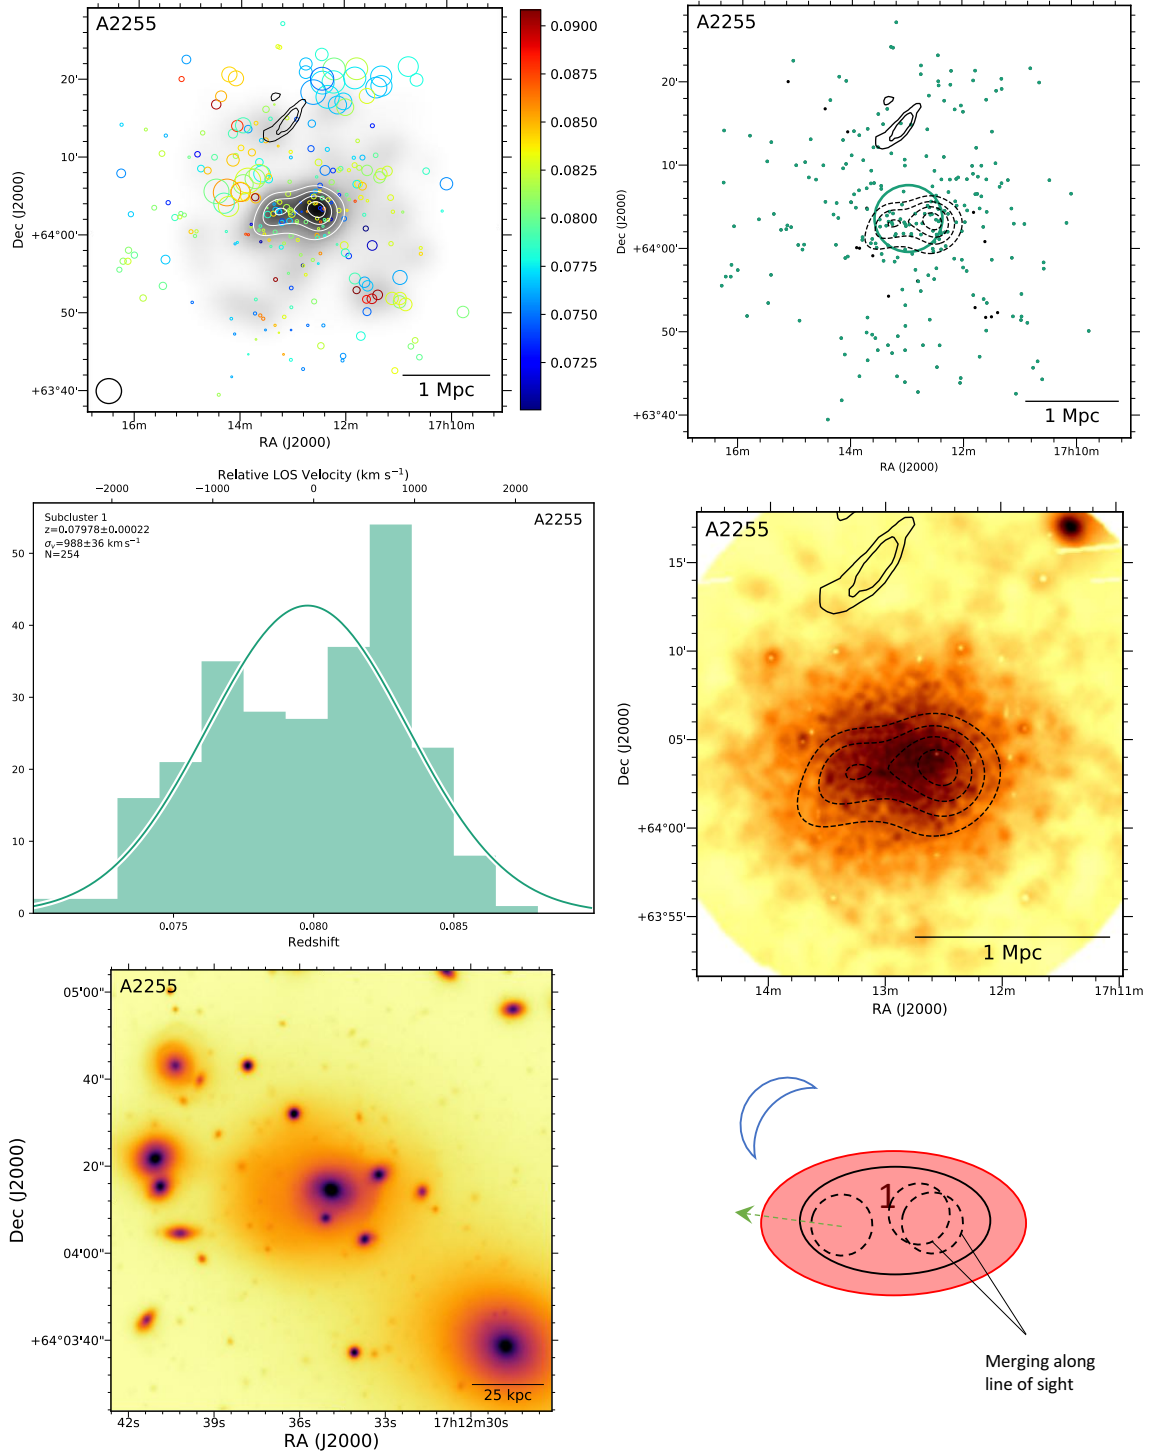 A2255
Dec (J2000)
+63°40'
50'
+64°00'
10'
20'
16m
14m
12m
17h10m
RA (J2000)
1 Mpc
0.0900
0.0875
0.0850
0.0825
0.0800
0.0775
0.0750
0.0725
A2255
Dec (J2000)
20'
10'
+64°00'
50'
+63°40'
16m
14m
12m
17h10m
RA (J2000)
1 Mpc
Relative LOS Velocity (km s⁻¹)
−2000
−1000
0
1000
2000
Subcluster 1
z=0.07978±0.00022
σᵥ=988±36 km s⁻¹
N=254
A2255
50
40
30
20
10
0
0.075
0.080
0.085
Redshift
A2255
Dec (J2000)
15'
10'
05'
+64°00'
+63°55'
14m
13m
12m
17h11m
RA (J2000)
1 Mpc
A2255
Dec (J2000)
05'00"
40"
20"
04'00"
+64°03'40"
42s
39s
36s
33s
17h12m30s
RA (J2000)
25 kpc
1
Merging along
line of sight